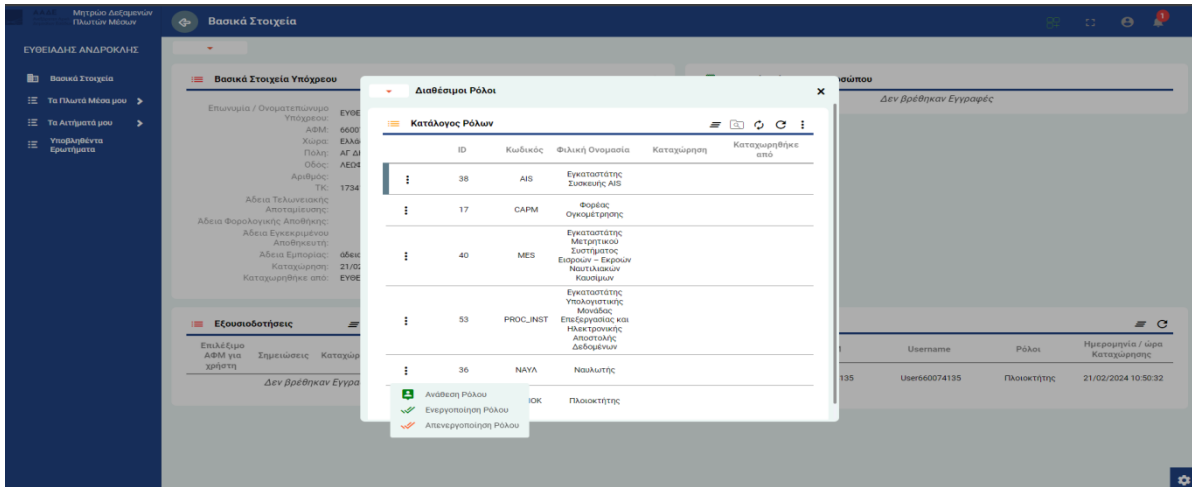 Μητρώο Δεξαμενών
Πλωτών Μέσων
Βασικά Στοιχεία
1
ΕΥΘΕΙΑΔΗΣ ΑΝΔΡΟΚΛΗΣ
Βασικά Στοιχεία
Τα Πλωτά Μέσα μου
Τα Αιτήματά μου
Υποβληθέντα
Ερωτήματα
Βασικά Στοιχεία Υπόχρεου
Επωνυμία / Ονοματεπώνυμο
Υπόχρεου:
ΑΦΜ:
Χώρα:
Πόλη:
ΑΓ
Οδός:
Αριθμός:
ΤΚ:
1734
Άδεια Τελωνειακής
Αποταμίευσης:
Άδεια Φορολογικής Αποθήκης:
Άδεια Εγκεκριμένου
Αποθηκευτή:
Άδεια Εμπορίας:
Καταχώρηση:
21/02
Καταχωρήθηκε από:
Δεν βρέθηκαν Εγγραφές
Διαθέσιμοι Ρόλοι
Κατάλογος Ρόλων
ID Κωδικός Φιλική Ονομασία Καταχώρηση Καταχωρήθηκε
από
38 AIS Εγκαταστάτης
Συσκευής AIS
17 CAPM Φορέας
Ογκομέτρησης
40 MES Εγκαταστάτης
Μετρητικού
Συστήματος
Εισροών – Εκροών
Ναυτιλιακών
Καυσίμων
53 PROC_INST Εγκαταστάτης
Υπολογιστικής
Μονάδας
Επεξεργασίας και
Ηλεκτρονικής
Αποστολής
Δεδομένων
36 ΝΑΥΛ Ναυλωτής
Πλοιοκτήτης
Ανάθεση Ρόλου
Ενεργοποίηση Ρόλου
Απενεργοποίηση Ρόλου
Εξουσιοδοτήσεις
Επιλέξιμο
ΑΦΜ για
χρήστη
Σημειώσεις
Δεν βρέθηκαν
Username Ρόλοι Ημερομηνία / ώρα
Καταχώρησης
135 User660074135 Πλοιοκτήτης 21/02/2024 10:50:32